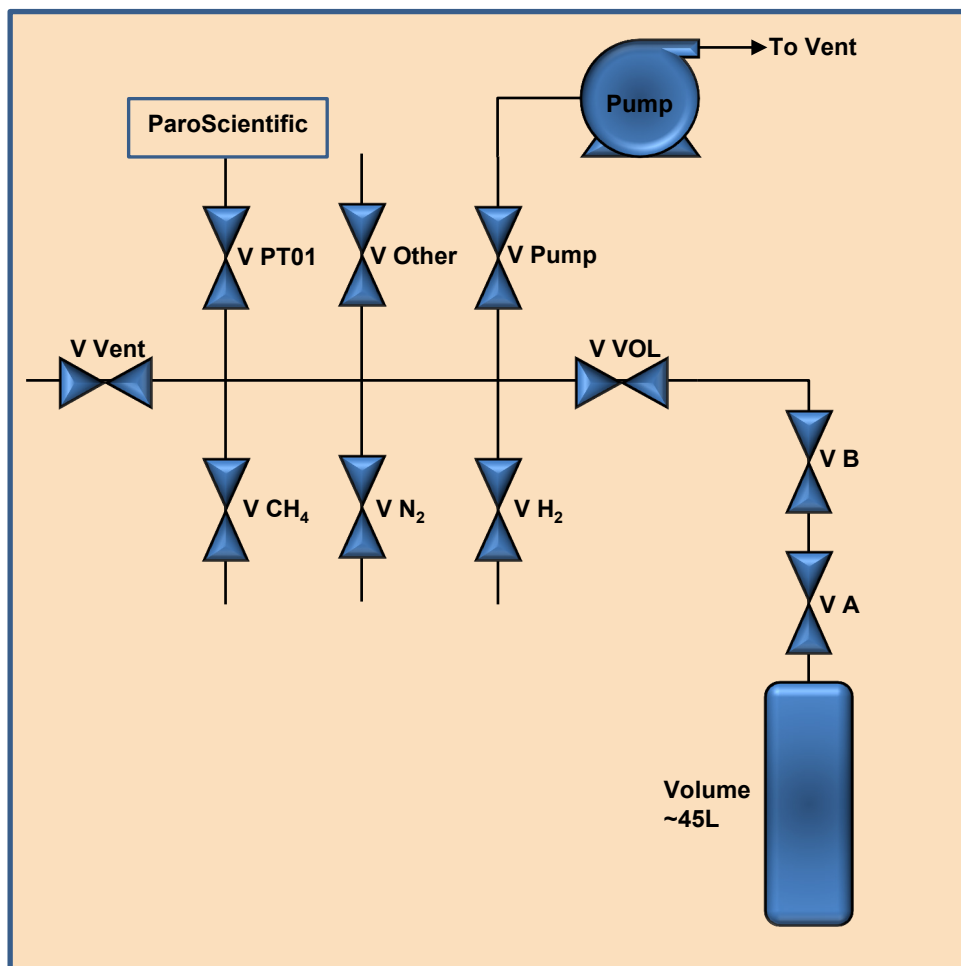 To Vent
Pump
ParoScientific
V PT01
V Other
V Pump
V Vent
V VOL
V B
V CH₄
V N₂
V H₂
V A
Volume
~45L